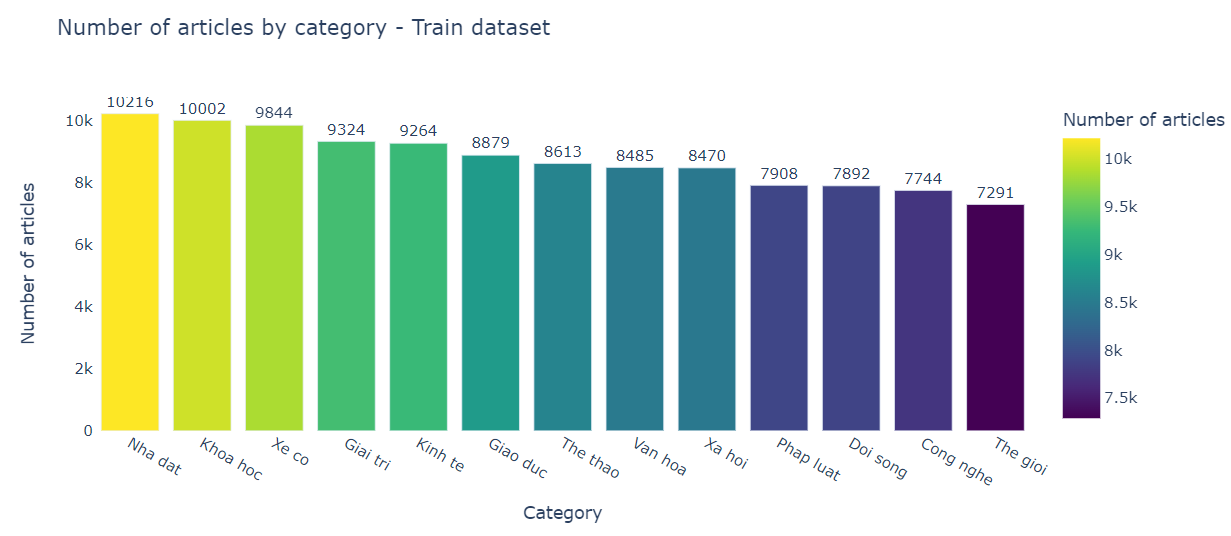 Number of articles by category - Train dataset
Number of articles
10k
8k
6k
4k
2k
0
10216
10002
9844
9324
9264
8879
8613
8485
8470
7908
7892
7744
7291
Nha dat
Khoa hoc
Xe co
Giai tri
Kinh te
Giao duc
The thao
Van hoa
Xa hoi
Phap luat
Doi song
Cong nghe
The gioi
Category
Number of articles
10k
9.5k
9k
8.5k
8k
7.5k